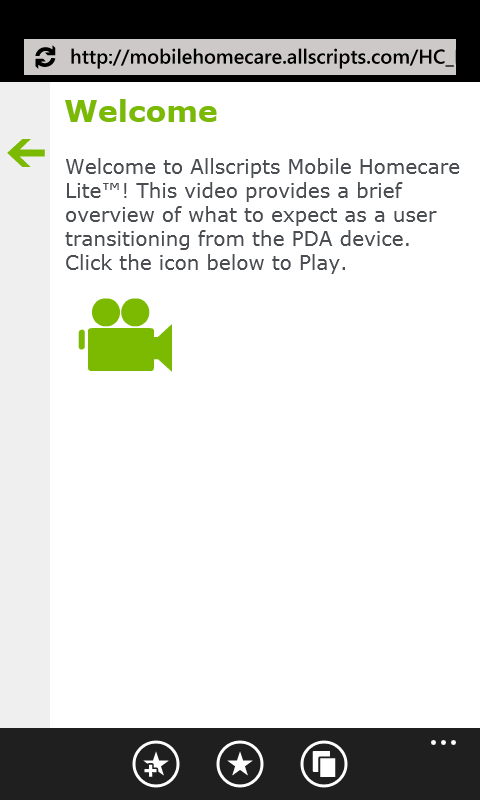 http://mobilehomecare.allscripts.com/HC_
Welcome
Welcome to Allscripts Mobile Homecare
Lite™! This video provides a brief
overview of what to expect as a user
transitioning from the PDA device.
Click the icon below to Play.